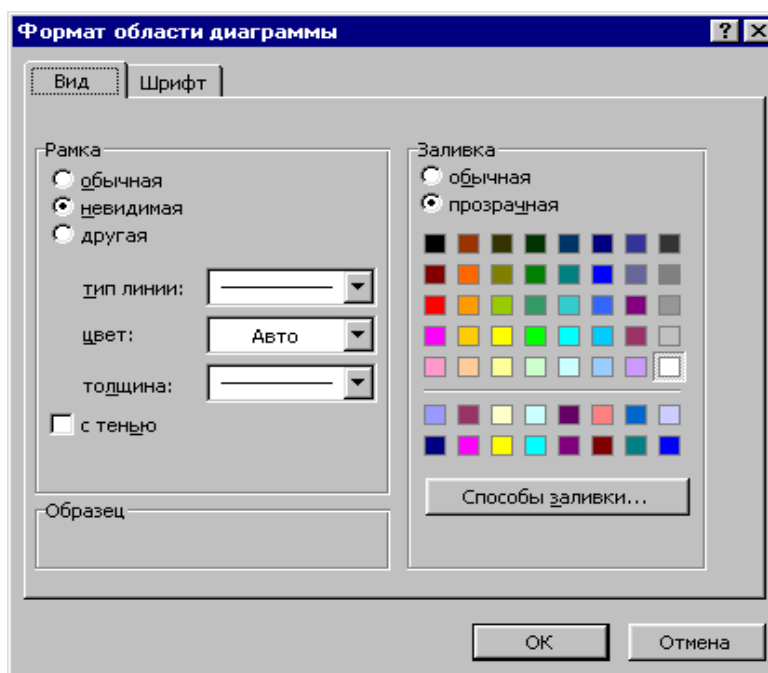 Формат области диаграммы
Вид
Шрифт
Рамка
обычная
невидимая
другая
тип линии:
цвет:
Авто
толщина:
с тенью
Образец
Заливка
обычная
прозрачная
Способы заливки...
ОК
Отмена